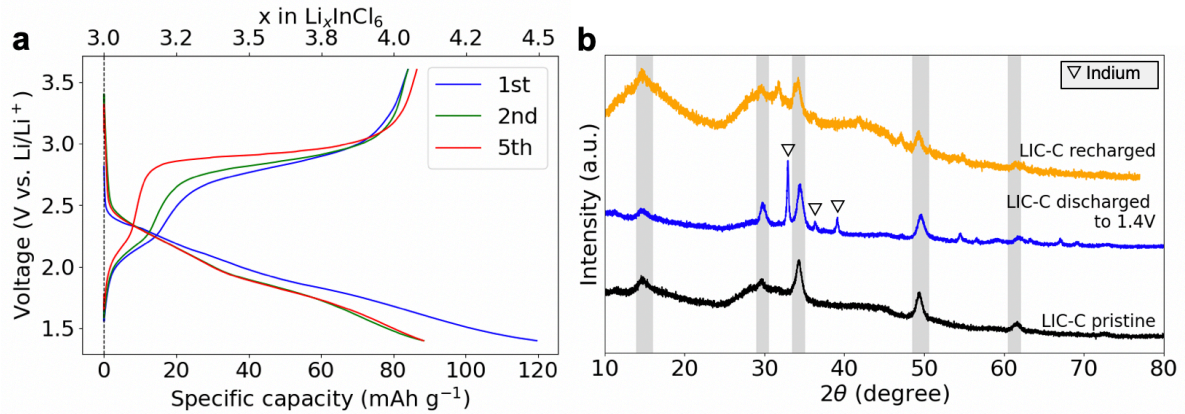 a
x in LiₓInCl₆
3.0 3.2 3.5 3.8 4.0 4.2 4.5
Voltage (V vs. Li/Li⁺)
3.5
3.0
2.5
2.0
1.5
1st
2nd
5th
0 20 40 60 80 100 120
Specific capacity (mAh g⁻¹)
b
Intensity (a.u.)
▽ Indium
LIC-C recharged
LIC-C discharged
to 1.4V
LIC-C pristine
10 20 30 40 50 60 70 80
2θ (degree)